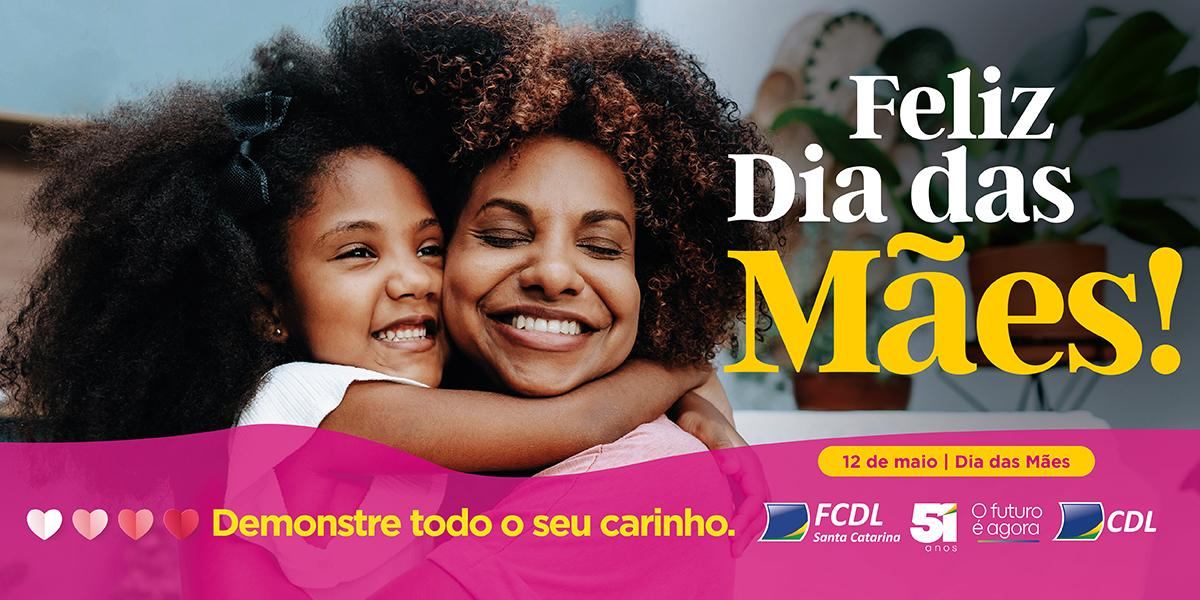 Feliz
Dia das
Mães!
12 de maio | Dia das Mães
Demonstre todo o seu carinho.
FCDL
Santa Catarina
51
anos
O futuro
é agora
CDL